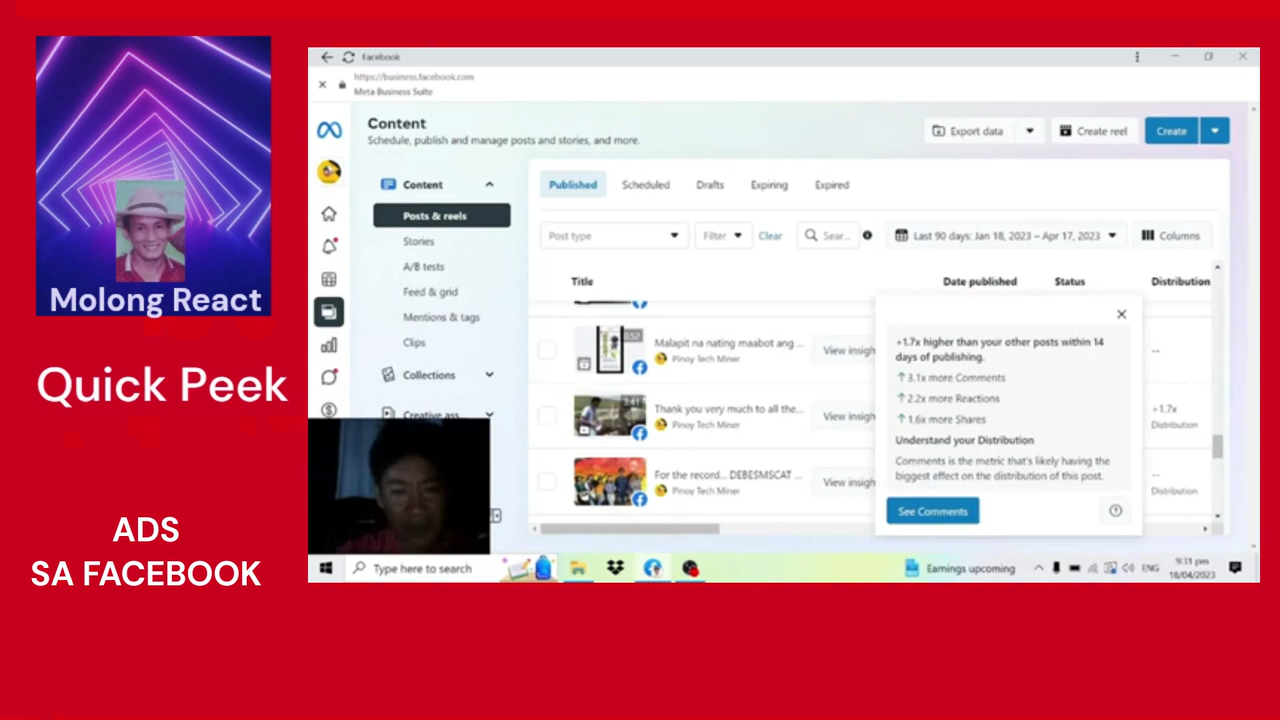 Molong React
Quick Peek
ADS
SA FACEBOOK
Facebook
https://business.facebook.com
Meta Business Suite
Content
Schedule, publish and manage posts and stories, and more.
Export data
Create reel
Create
Content
Posts & reels
Stories
A/B tests
Feed & grid
Mentions & tags
Clips
Collections
Creative ass
Published
Scheduled
Drafts
Expiring
Expired
Post type
Filter
Clear
Sear...
Last 90 days: Jan 18, 2023 – Apr 17, 2023
Columns
Title
Date published
Status
Distribution
Malapit na nating maabot ang ...
Pinoy Tech Miner
View insigh
--
Thank you very much to all the...
Pinoy Tech Miner
View insigh
+1.7x
Distribution
For the record... DEBESMSCAT ...
Pinoy Tech Miner
View insigh
--
Distribution
+1.7x higher than your other posts within 14
days of publishing.
3.1x more Comments
2.2x more Reactions
1.6x more Shares
Understand your Distribution
Comments is the metric that's likely having the
biggest effect on the distribution of this post.
See Comments
Type here to search
Earnings upcoming
ENG
9:31 pm
18/04/2023